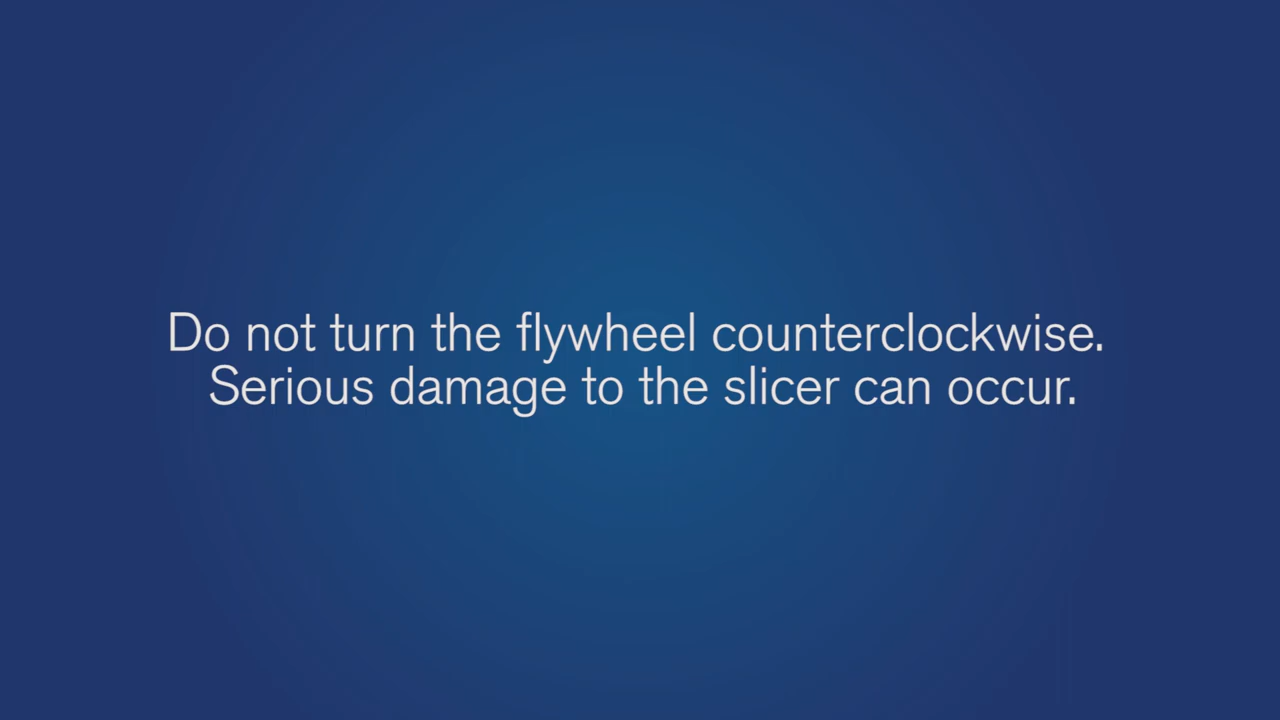 Do not turn the flywheel counterclockwise.
Serious damage to the slicer can occur.